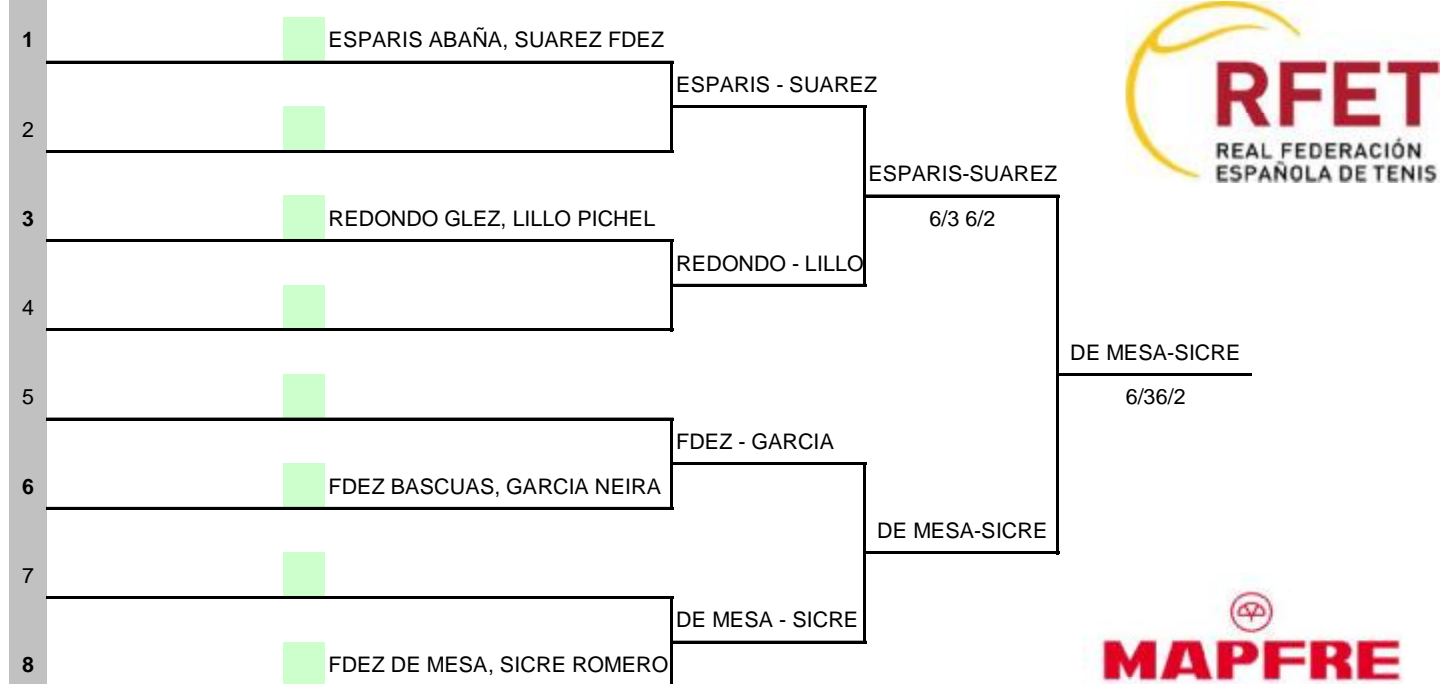 1 ESPARIS ABAÑA, SUAREZ FDEZ
ESPARIS - SUAREZ
2
ESPARIS-SUAREZ
3 REDONDO GLEZ, LILLO PICHEL
6/3 6/2
REDONDO - LILLO
4
DE MESA-SICRE
5
6/36/2
FDEZ - GARCIA
6 FDEZ BASCUAS, GARCIA NEIRA
DE MESA-SICRE
7
DE MESA - SICRE
8 FDEZ DE MESA, SICRE ROMERO
RFET
REAL FEDERACIÓN
ESPAÑOLA DE TENIS
MAPFRE